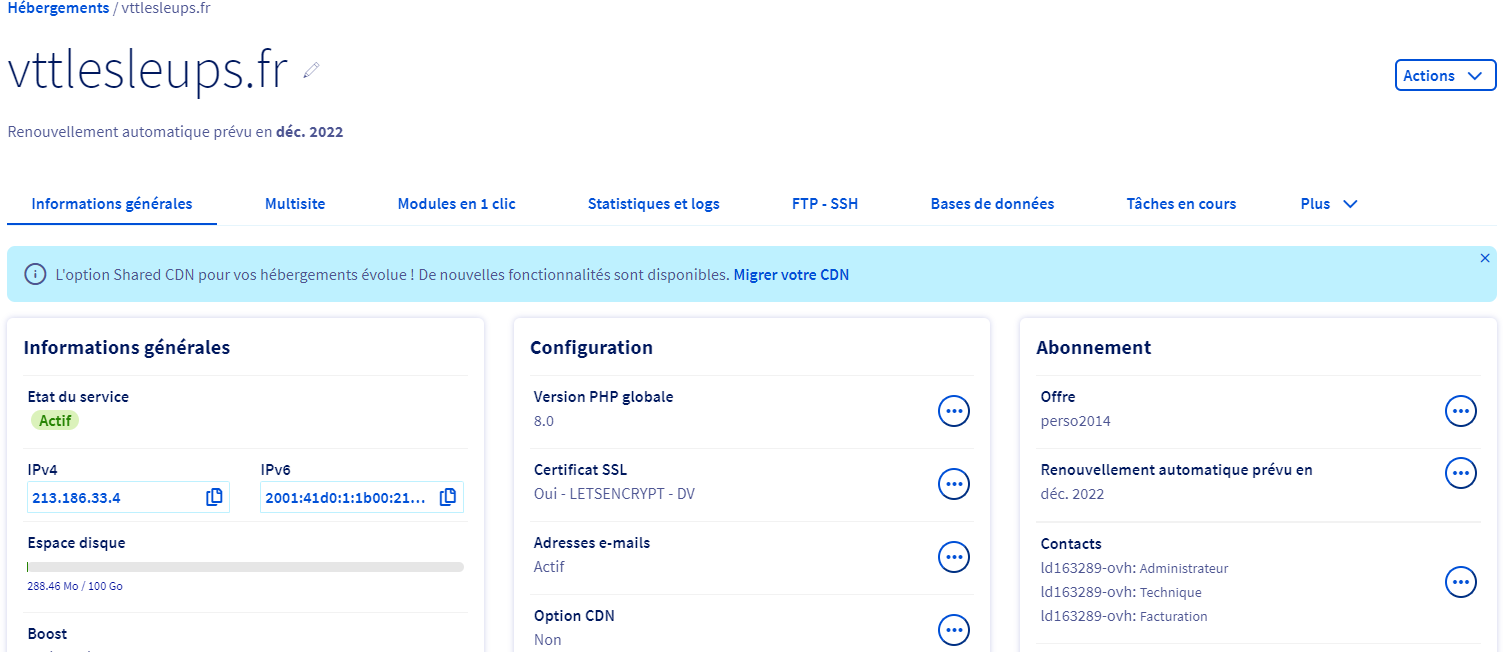 Hébergements / vttlesleups.fr
vttlesleups.fr
Actions
Renouvellement automatique prévu en déc. 2022
Informations générales Multisite Modules en 1 clic Statistiques et logs FTP - SSH Bases de données Tâches en cours Plus
L'option Shared CDN pour vos hébergements évolue ! De nouvelles fonctionnalités sont disponibles. Migrer votre CDN
Informations générales
Etat du service
Actif
IPv4 IPv6
213.186.33.4 2001:41d0:1:1b00:21...
Espace disque
288.46 Mo / 100 Go
Boost
Configuration
Version PHP globale
8.0
Certificat SSL
Oui - LETSENCRYPT - DV
Adresses e-mails
Actif
Option CDN
Non
Abonnement
Offre
perso2014
Renouvellement automatique prévu en
déc. 2022
Contacts
ld163289-ovh: Administrateur
ld163289-ovh: Technique
ld163289-ovh: Facturation